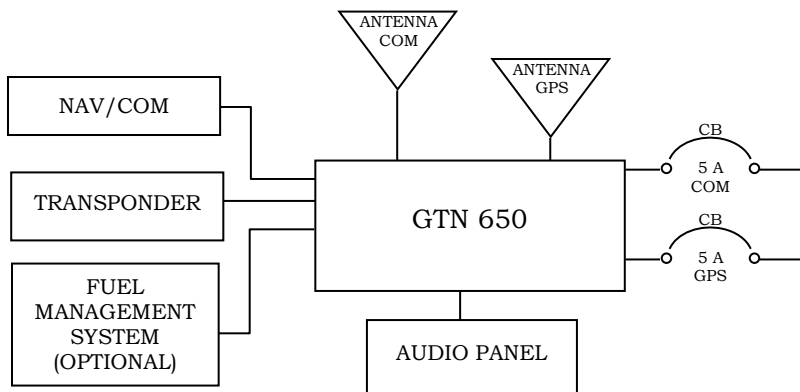 ANTENNA
COM
ANTENNA
GPS
NAV/COM
CB
5 A
COM
TRANSPONDER
GTN 650
CB
5 A
GPS
FUEL
MANAGEMENT
SYSTEM
(OPTIONAL)
AUDIO PANEL